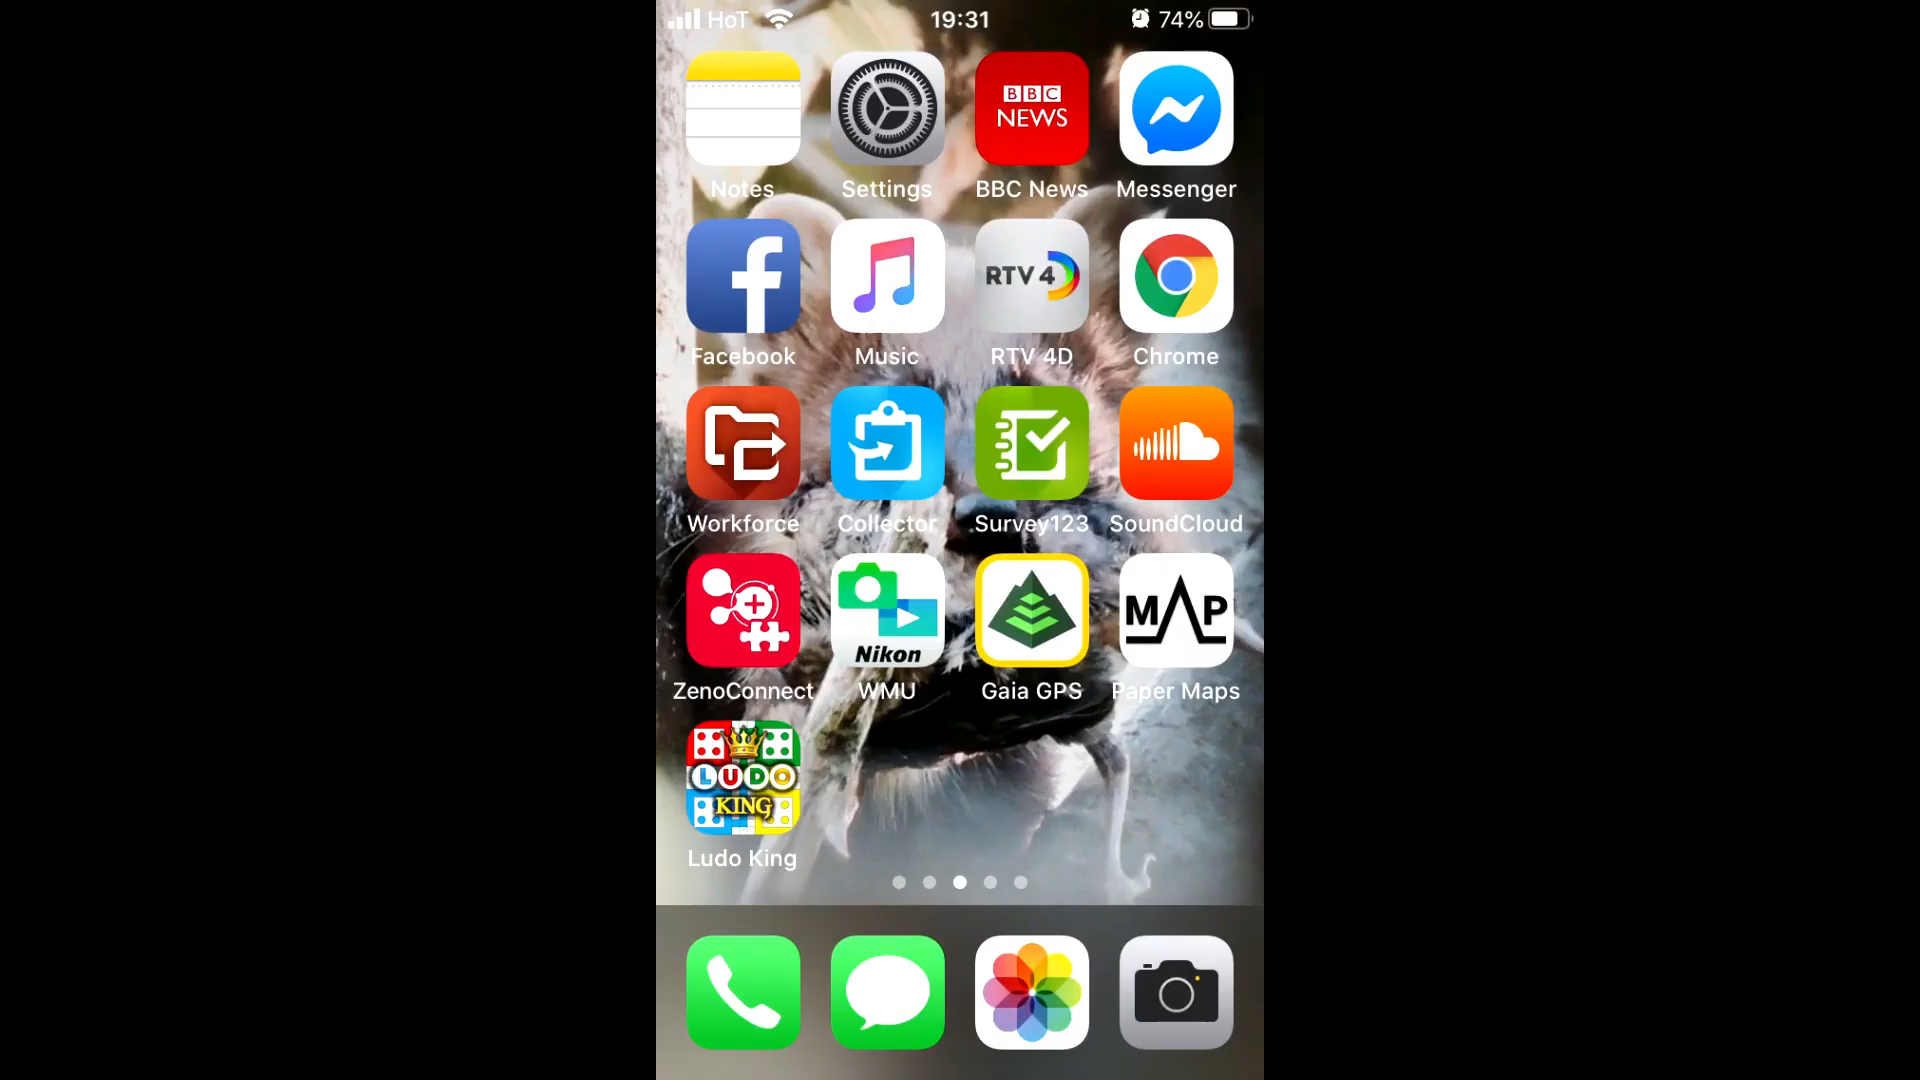 HoT 19:31 74%
BBC
NEWS
Notes Settings BBC News Messenger
RTV 4
Facebook Music RTV 4D Chrome
Workforce Collector Survey123 SoundCloud
MAP
Nikon
ZenoConnect WMU Gaia GPS Paper Maps
LUDO
KING
Ludo King